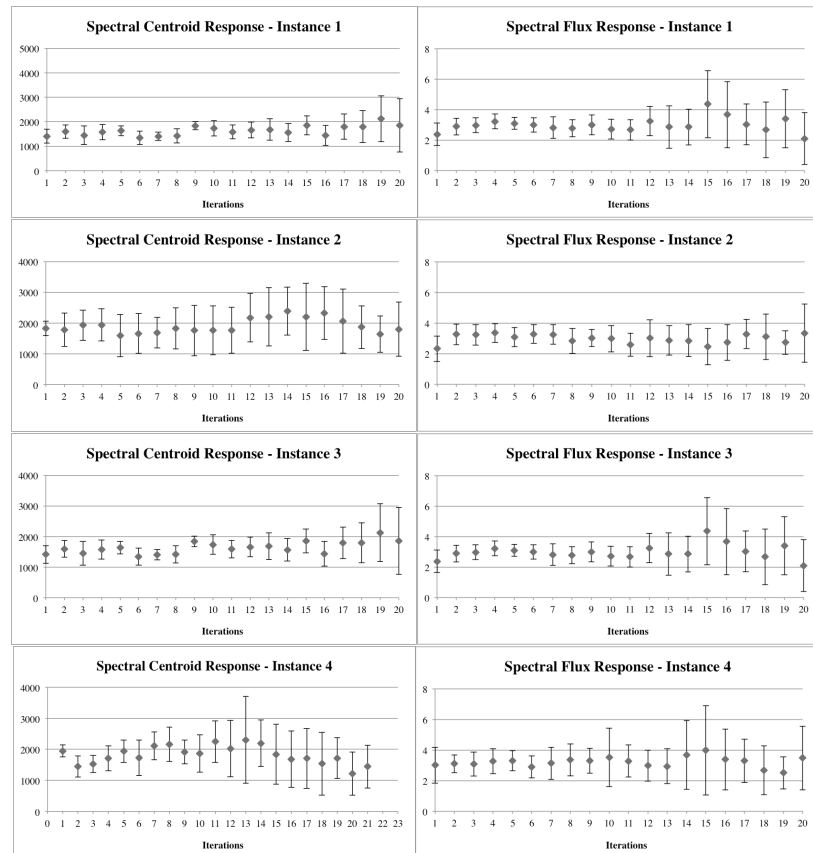 Spectral Centroid Response - Instance 1
5000
4000
3000
2000
1000
0
1 2 3 4 5 6 7 8 9 10 11 12 13 14 15 16 17 18 19 20
Iterations
Spectral Flux Response - Instance 1
8
6
4
2
0
1 2 3 4 5 6 7 8 9 10 11 12 13 14 15 16 17 18 19 20
Iterations
Spectral Centroid Response - Instance 2
4000
3000
2000
1000
0
1 2 3 4 5 6 7 8 9 10 11 12 13 14 15 16 17 18 19 20
Iterations
Spectral Flux Response - Instance 2
8
6
4
2
0
1 2 3 4 5 6 7 8 9 10 11 12 13 14 15 16 17 18 19 20
Iterations
Spectral Centroid Response - Instance 3
4000
3000
2000
1000
0
1 2 3 4 5 6 7 8 9 10 11 12 13 14 15 16 17 18 19 20
Iterations
Spectral Flux Response - Instance 3
8
6
4
2
0
1 2 3 4 5 6 7 8 9 10 11 12 13 14 15 16 17 18 19 20
Iterations
Spectral Centroid Response - Instance 4
4000
3000
2000
1000
0
0 1 2 3 4 5 6 7 8 9 10 11 12 13 14 15 16 17 18 19 20 21 22 23
Iterations
Spectral Flux Response - Instance 4
8
6
4
2
0
1 2 3 4 5 6 7 8 9 10 11 12 13 14 15 16 17 18 19 20
Iterations